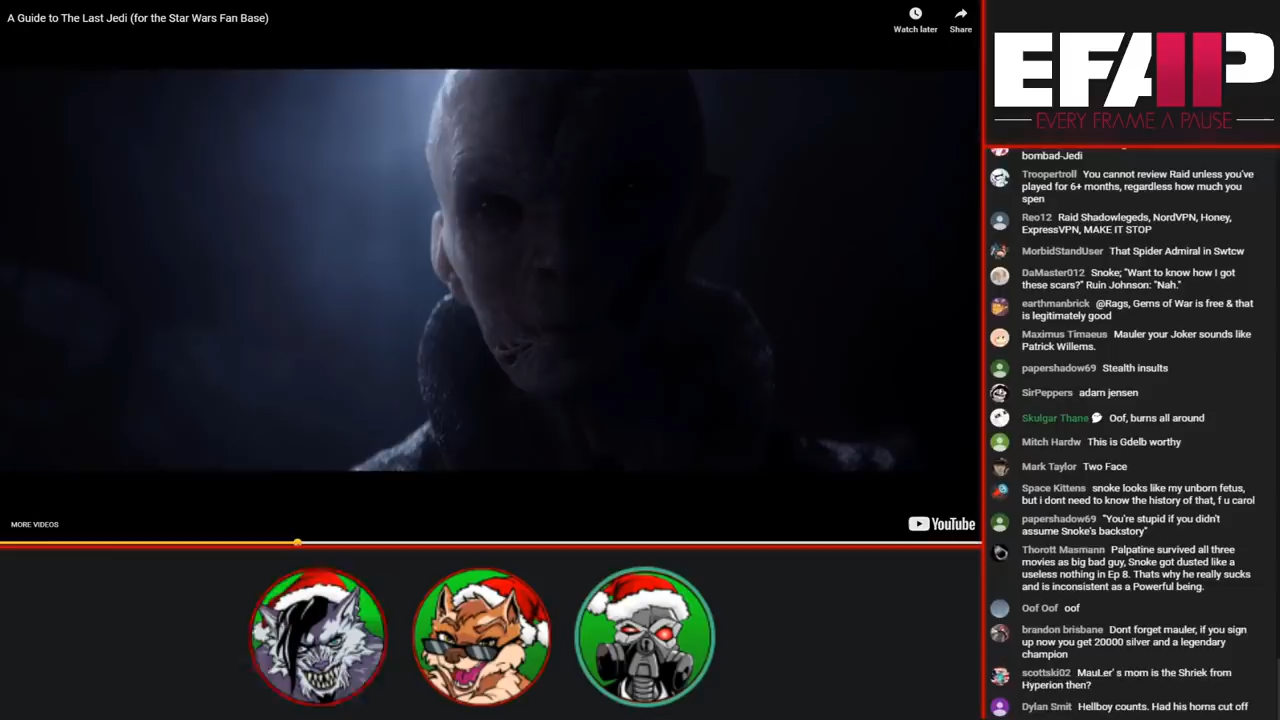 A Guide to The Last Jedi (for the Star Wars Fan Base)
Watch later
Share
MORE VIDEOS
YouTube
EFAP
EVERY FRAME A PAUSE
bombad-Jedi
Troopertroll You cannot review Raid unless you've
played for 6+ months, regardless how much you
spen
Reo12 Raid Shadowlegeds, NordVPN, Honey,
ExpressVPN, MAKE IT STOP
MorbidStandUser That Spider Admiral in Swtcw
DaMaster012 Snoke; "Want to know how I got
these scars?" Ruin Johnson: "Nah."
earthmanbrick @Rags, Gems of War is free & that
is legitimately good
Maximus Timaeus Mauler your Joker sounds like
Patrick Willems.
papershadow69 Stealth insults
SirPeppers adam jensen
Skulgar Thane Oof, burns all around
Mitch Hardw This is Gdelb worthy
Mark Taylor Two Face
Space Kittens snoke looks like my unborn fetus,
but i dont need to know the history of that, f u carol
papershadow69 "You're stupid if you didn't
assume Snoke's backstory"
Thorott Masmann Palpatine survived all three
movies as big bad guy, Snoke got dusted like a
useless nothing in Ep 8. Thats why he really sucks
and is inconsistent as a Powerful being.
Oof Oof oof
brandon brisbane Dont forget mauler, if you sign
up now you get 20000 silver and a legendary
champion
scottski02 MauLer' s mom is the Shriek from
Hyperion then?
Dylan Smit Hellboy counts. Had his horns cut off